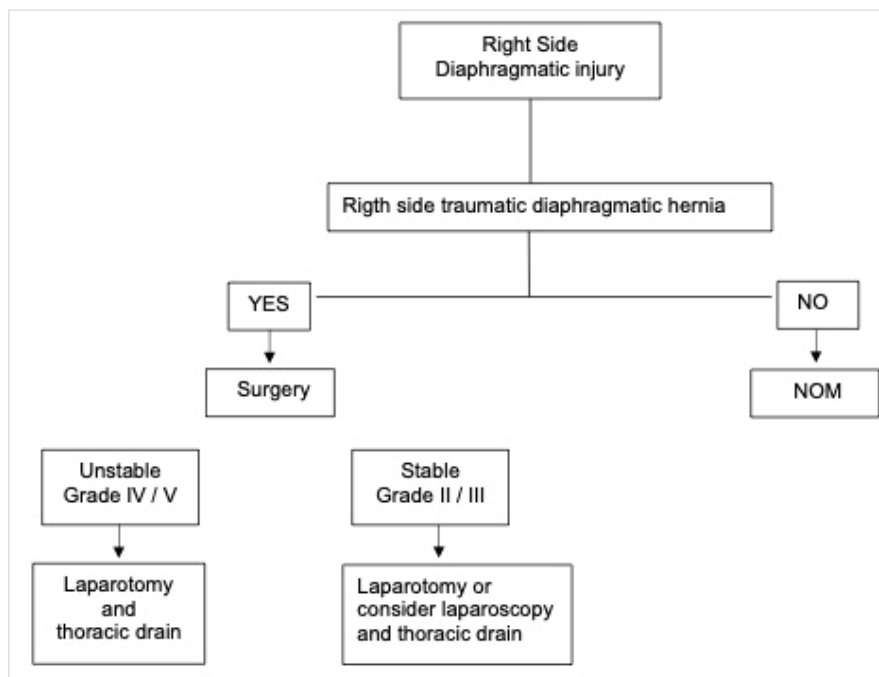 Right Side
Diaphragmatic injury
Rigth side traumatic diaphragmatic hernia
YES
NO
Surgery
NOM
Unstable
Grade IV / V
Stable
Grade II / III
Laparotomy
and
thoracic drain
Laparotomy or
consider laparoscopy
and thoracic drain